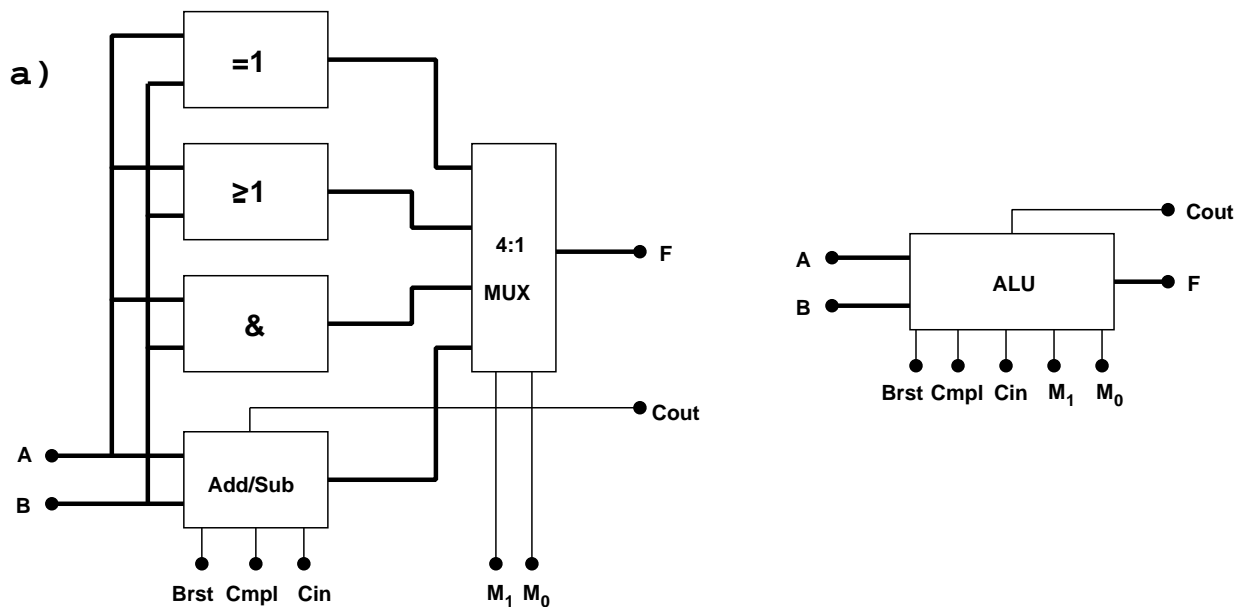 a)
=1
≥1
&
4:1
MUX
F
Cout
A
B
Add/Sub
Brst Cmpl Cin
M1 M0
Cout
A
B
ALU
F
Brst Cmpl Cin M1 M0